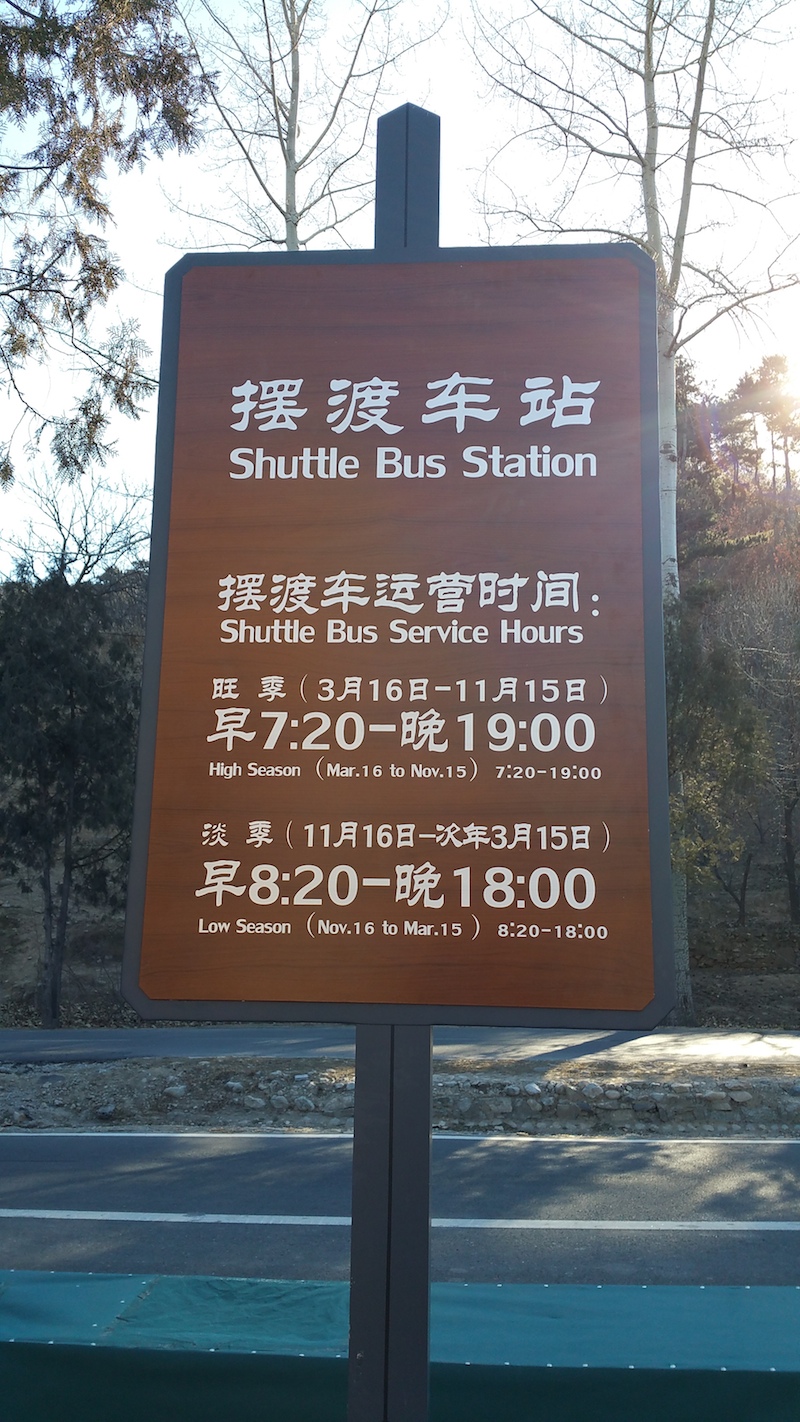 摆渡车站
Shuttle Bus Station
摆渡车运营时间：
Shuttle Bus Service Hours
旺 季（3月16日-11月15日）
早7:20-晚19:00
High Season （Mar.16 to Nov.15） 7:20-19:00
淡 季（11月16日-次年3月15日）
早8:20-晚18:00
Low Season （Nov.16 to Mar.15 ） 8:20-18:00